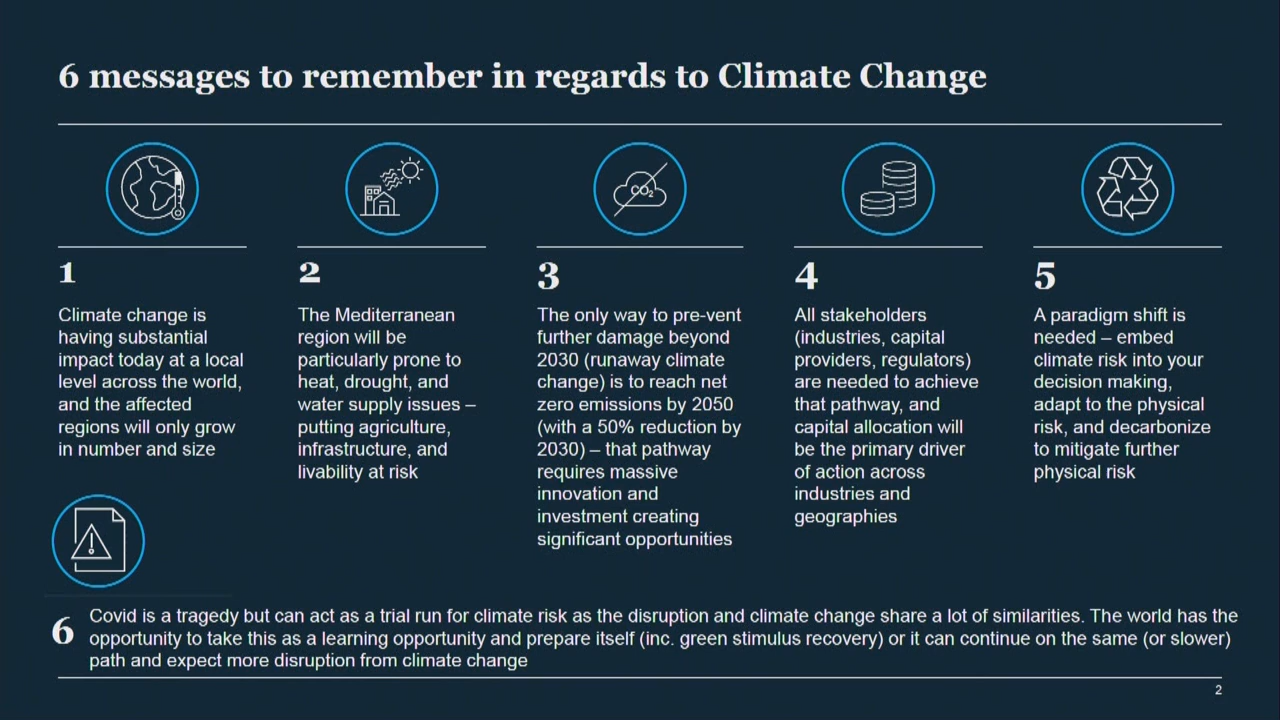 6 messages to remember in regards to Climate Change
CO₂
1
Climate change is
having substantial
impact today at a local
level across the world,
and the affected
regions will only grow
in number and size
2
The Mediterranean
region will be
particularly prone to
heat, drought, and
water supply issues –
putting agriculture,
infrastructure, and
livability at risk
3
The only way to pre-vent
further damage beyond
2030 (runaway climate
change) is to reach net
zero emissions by 2050
(with a 50% reduction by
2030) – that pathway
requires massive
innovation and
investment creating
significant opportunities
4
All stakeholders
(industries, capital
providers, regulators)
are needed to achieve
that pathway, and
capital allocation will
be the primary driver
of action across
industries and
geographies
5
A paradigm shift is
needed – embed
climate risk into your
decision making,
adapt to the physical
risk, and decarbonize
to mitigate further
physical risk
6
Covid is a tragedy but can act as a trial run for climate risk as the disruption and climate change share a lot of similarities. The world has the
opportunity to take this as a learning opportunity and prepare itself (inc. green stimulus recovery) or it can continue on the same (or slower)
path and expect more disruption from climate change
2